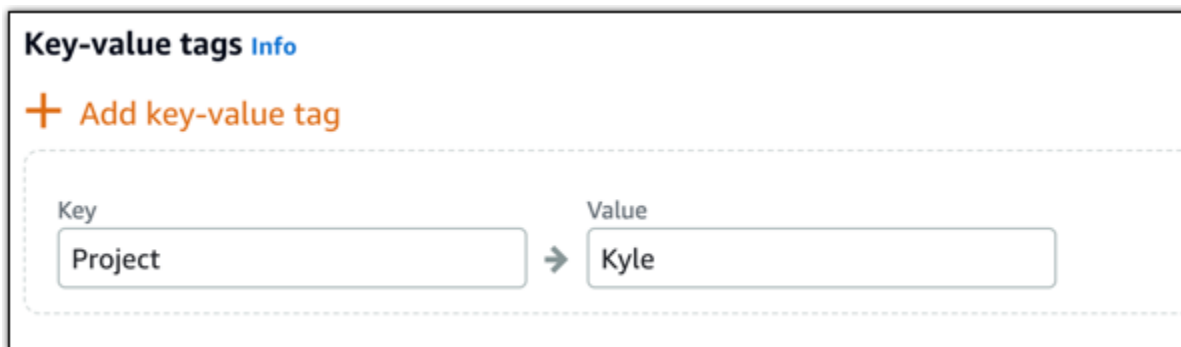 Key-value tags Info
+ Add key-value tag
Key Value
Project → Kyle